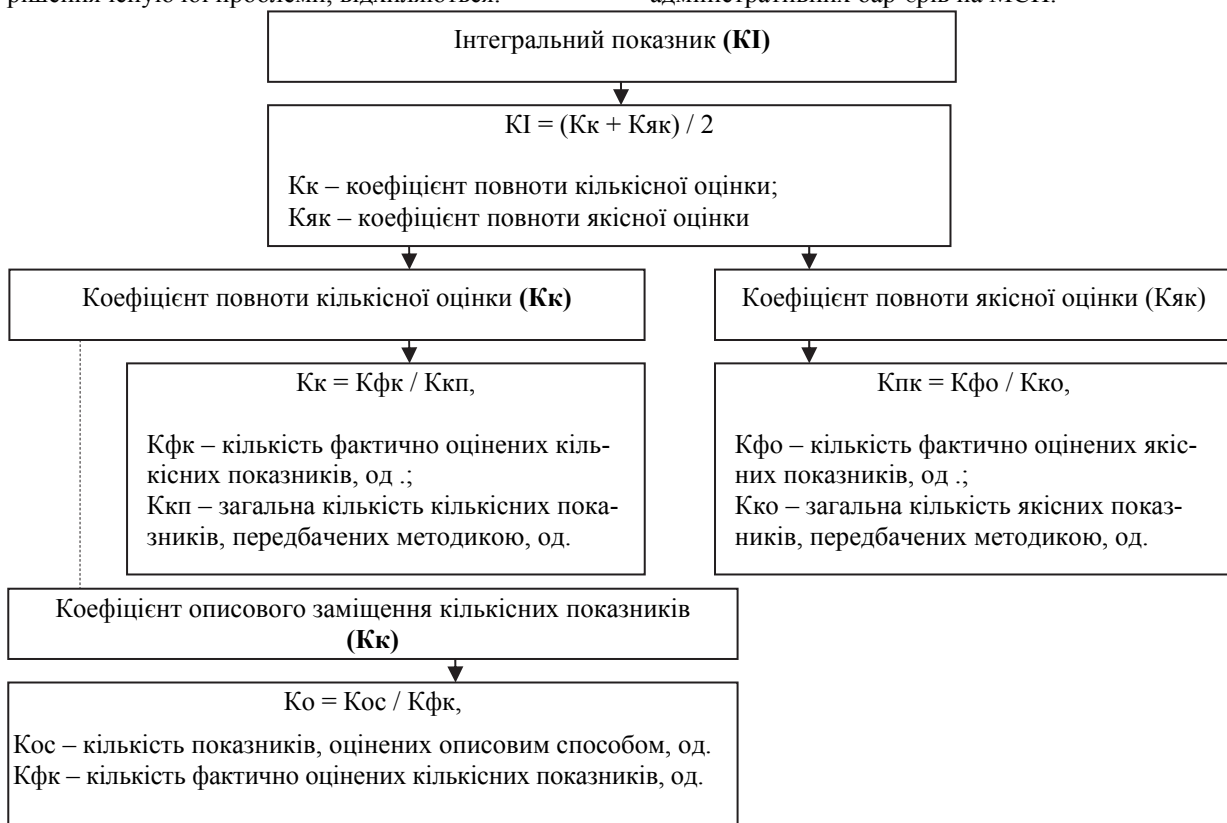 Інтегральний показник (КІ)
КІ = (Кк + Кяк) / 2
Кк – коефіцієнт повноти кількісної оцінки;
Кяк – коефіцієнт повноти якісної оцінки
Коефіцієнт повноти кількісної оцінки (Кк)
Коефіцієнт повноти якісної оцінки (Кяк)
Кк = Кфк / Ккп,
Кфк – кількість фактично оцінених кіль-
кісних показників, од .;
Ккп – загальна кількість кількісних пока-
зників, передбачених методикою, од.
Кпк = Кфо / Кко,
Кфо – кількість фактично оцінених якіс-
них показників, од .;
Кко – загальна кількість якісних показ-
ників, передбачених методикою, од.
Коефіцієнт описового заміщення кількісних показників
(Кк)
Ко = Кос / Кфк,
Кос – кількість показників, оцінених описовим способом, од.
Кфк – кількість фактично оцінених кількісних показників, од.